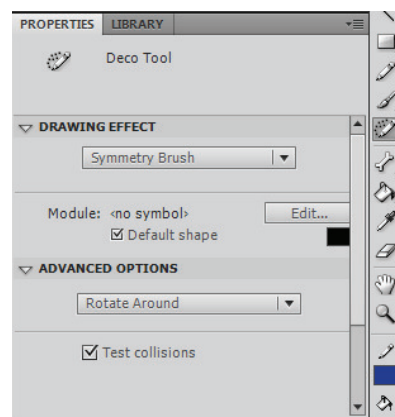 PROPERTIES LIBRARY
Deco Tool
DRAWING EFFECT
Symmetry Brush
Module: <no symbol> Edit...
Default shape
ADVANCED OPTIONS
Rotate Around
Test collisions